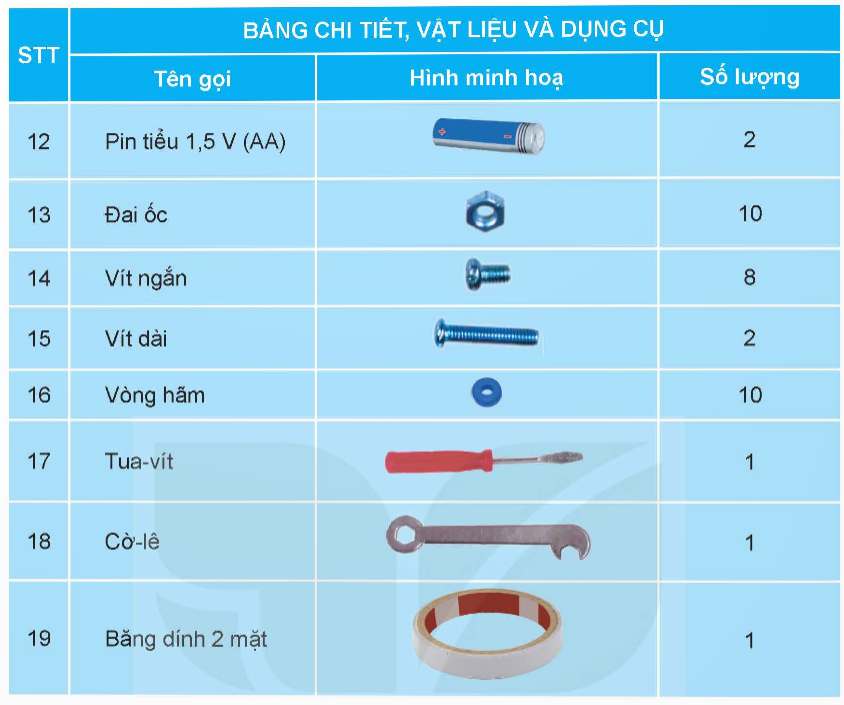 STT
BẢNG CHI TIẾT, VẬT LIỆU VÀ DỤNG CỤ
Tên gọi
Hình minh hoạ
Số lượng
12 Pin tiểu 1,5 V (AA) + - 2
13 Đai ốc 10
14 Vít ngắn 8
15 Vít dài 2
16 Vòng hãm 10
17 Tua-vít 1
18 Cờ-lê 1
19 Băng dính 2 mặt 1